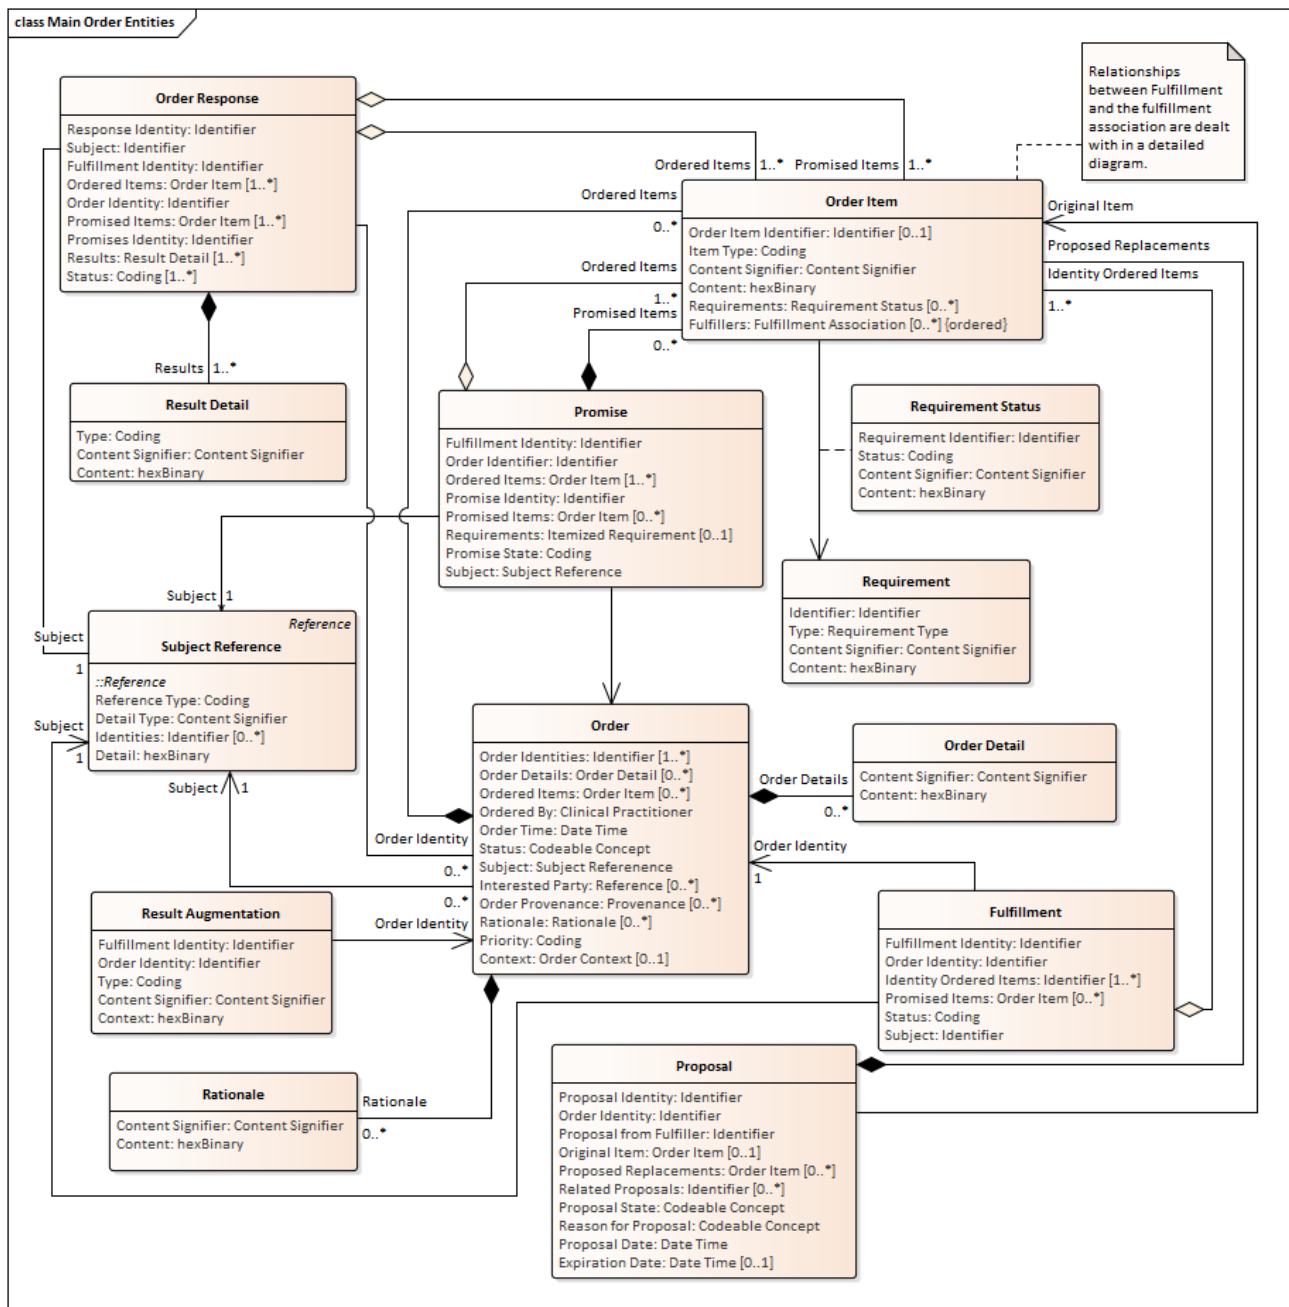 class Main Order Entities
Relationships
between Fulfillment
and the fulfillment
association are dealt
with in a detailed
diagram.
Order Response
Response Identity: Identifier
Subject: Identifier
Fulfillment Identity: Identifier
Ordered Items: Order Item [1..*]
Order Identity: Identifier
Promised Items: Order Item [1..*]
Promises Identity: Identifier
Results: Result Detail [1..*]
Status: Coding [1..*]
Ordered Items
1..*
Promised Items
1..*
Ordered Items
0..*
Ordered Items
1..*
Promised Items
0..*
Order Item
Order Item Identifier: Identifier [0..1]
Item Type: Coding
Content Signifier: Content Signifier
Content: hexBinary
Requirements: Requirement Status [0..*]
Fulfillers: Fulfillment Association [0..*] {ordered}
Original Item
Proposed Replacements
Identity Ordered Items
1..*
Results
1..*
Result Detail
Type: Coding
Content Signifier: Content Signifier
Content: hexBinary
Promise
Fulfillment Identity: Identifier
Order Identifier: Identifier
Ordered Items: Order Item [1..*]
Promise Identity: Identifier
Promised Items: Order Item [0..*]
Requirements: Itemized Requirement [0..1]
Promise State: Coding
Subject: Subject Reference
Requirement Status
Requirement Identifier: Identifier
Status: Coding
Content Signifier: Content Signifier
Content: hexBinary
Requirement
Identifier: Identifier
Type: Requirement Type
Content Signifier: Content Signifier
Content: hexBinary
Subject
1
Subject
1
Reference
Subject Reference
::Reference
Reference Type: Coding
Detail Type: Content Signifier
Identities: Identifier [0..*]
Detail: hexBinary
Subject
1
Subject
1
Order
Order Identities: Identifier [1..*]
Order Details: Order Detail [0..*]
Ordered Items: Order Item [0..*]
Ordered By: Clinical Practitioner
Order Time: Date Time
Status: Codeable Concept
Subject: Subject Referenence
Interested Party: Reference [0..*]
Order Provenance: Provenance [0..*]
Rationale: Rationale [0..*]
Priority: Coding
Context: Order Context [0..1]
Order Details
0..*
Order Detail
Content Signifier: Content Signifier
Content: hexBinary
Order Identity
0..*
0..*
Order Identity
Order Identity
1
Result Augmentation
Fulfillment Identity: Identifier
Order Identity: Identifier
Type: Coding
Content Signifier: Content Signifier
Context: hexBinary
Fulfillment
Fulfillment Identity: Identifier
Order Identity: Identifier
Identity Ordered Items: Identifier [1..*]
Promised Items: Order Item [0..*]
Status: Coding
Subject: Identifier
Rationale
Content Signifier: Content Signifier
Content: hexBinary
Rationale
0..*
Proposal
Proposal Identity: Identifier
Order Identity: Identifier
Proposal from Fulfiller: Identifier
Original Item: Order Item [0..1]
Proposed Replacements: Order Item [0..*]
Related Proposals: Identifier [0..*]
Proposal State: Codeable Concept
Reason for Proposal: Codeable Concept
Proposal Date: Date Time
Expiration Date: Date Time [0..1]